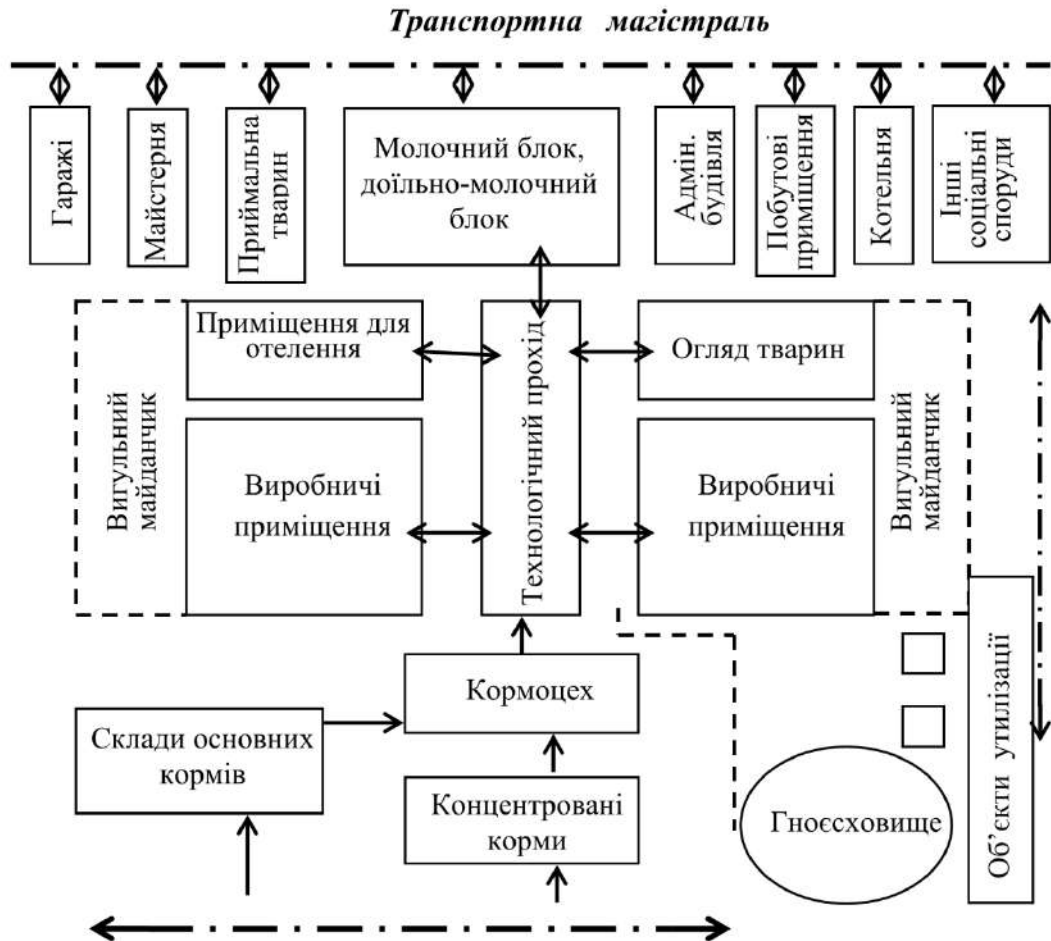 Транспортна магістраль
Гаражі
Майстерня
Приймальна
тварин
Молочний блок,
доїльно-молочний
блок
Адмін.
будівля
Побутові
приміщення
Котельня
Інші
соціальні
споруди
Вигульний
майданчик
Приміщення для
отелення
Технологічний прохід
Огляд тварин
Вигульний
майданчик
Виробничі
приміщення
Виробничі
приміщення
Кормоцех
Склади основних
кормів
Концентровані
корми
Гноєсховище
Об’єкти утилізації